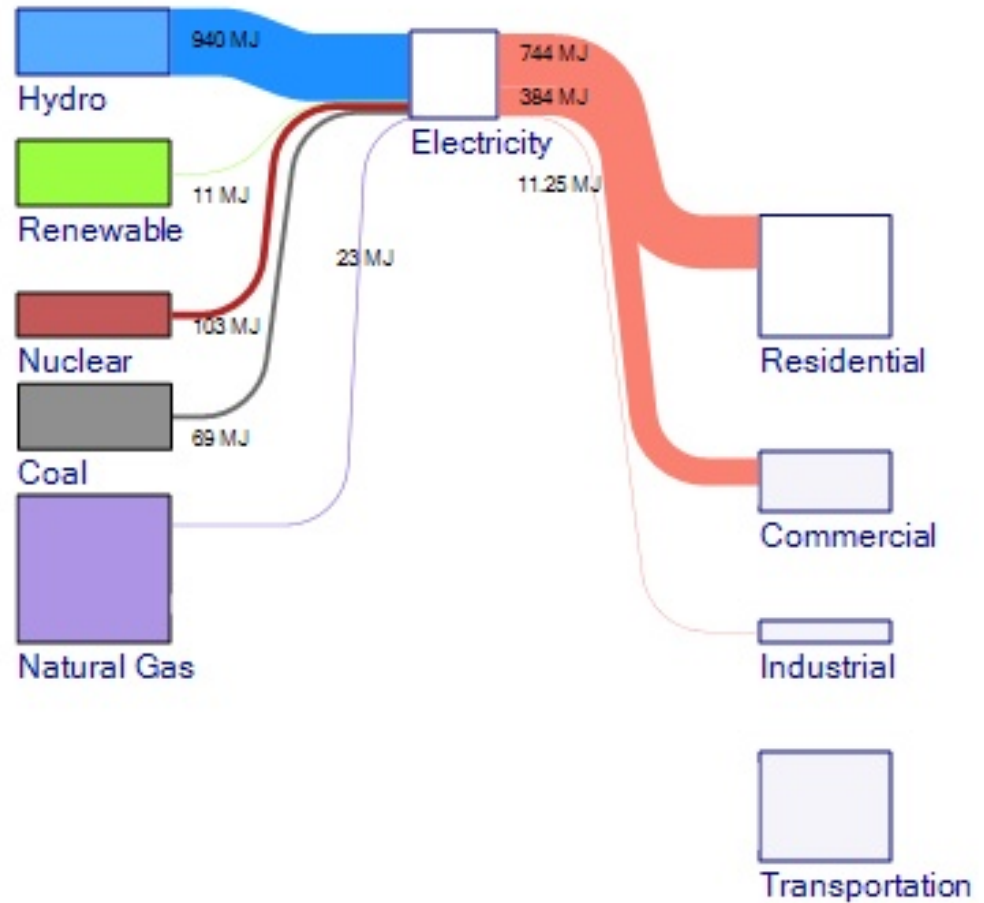 940 MJ
Hydro
11 MJ
Renewable
103 MJ
Nuclear
69 MJ
Coal
Natural Gas
23 MJ
Electricity
744 MJ
384 MJ
11.25 MJ
Residential
Commercial
Industrial
Transportation